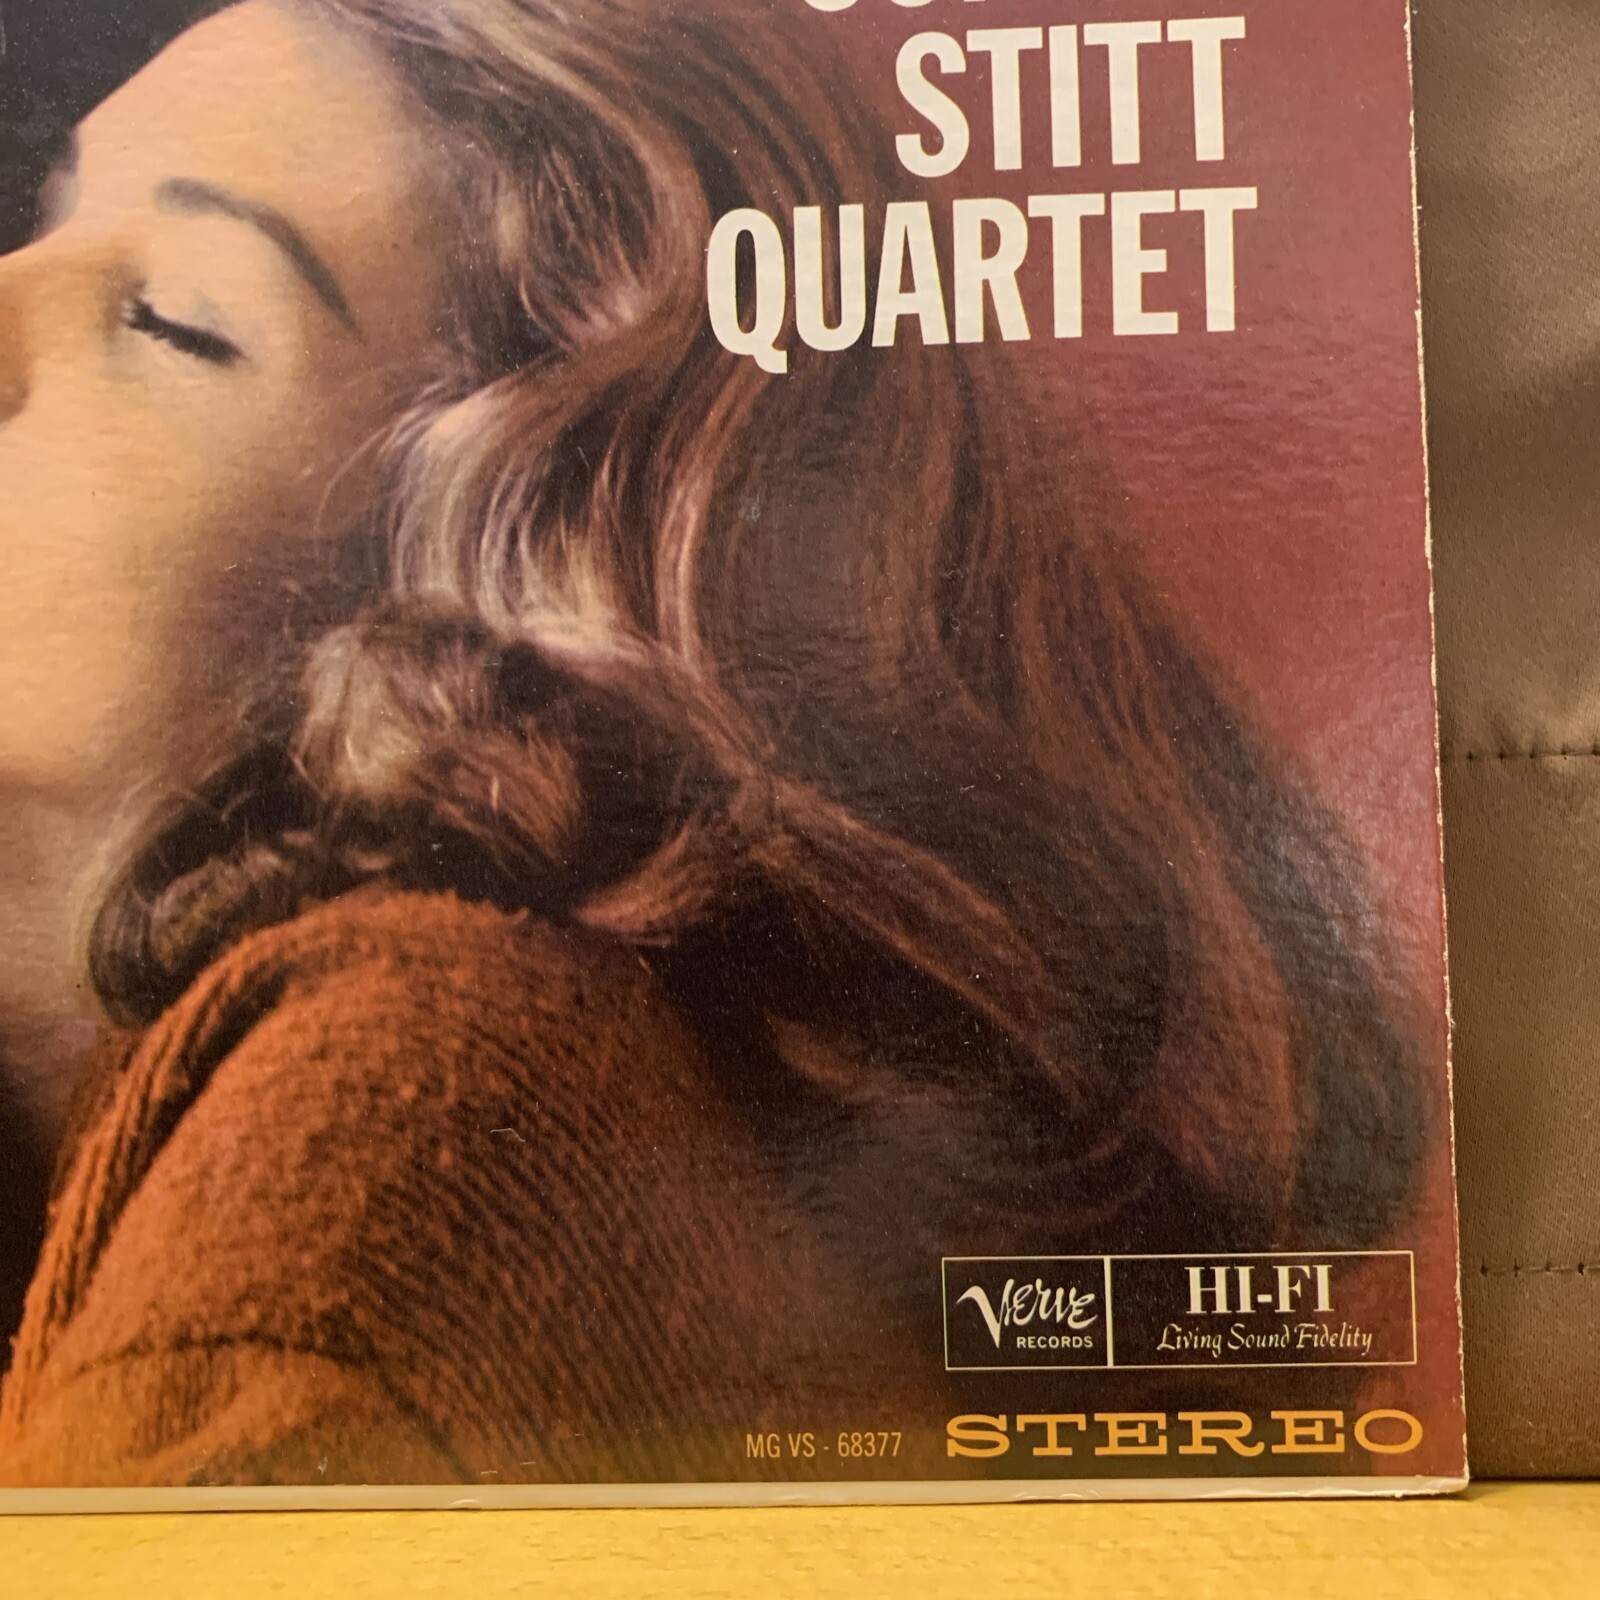 STITT
QUARTET
Verve
RECORDS
HI-FI
Living Sound Fidelity
MG VS - 68377
STEREO